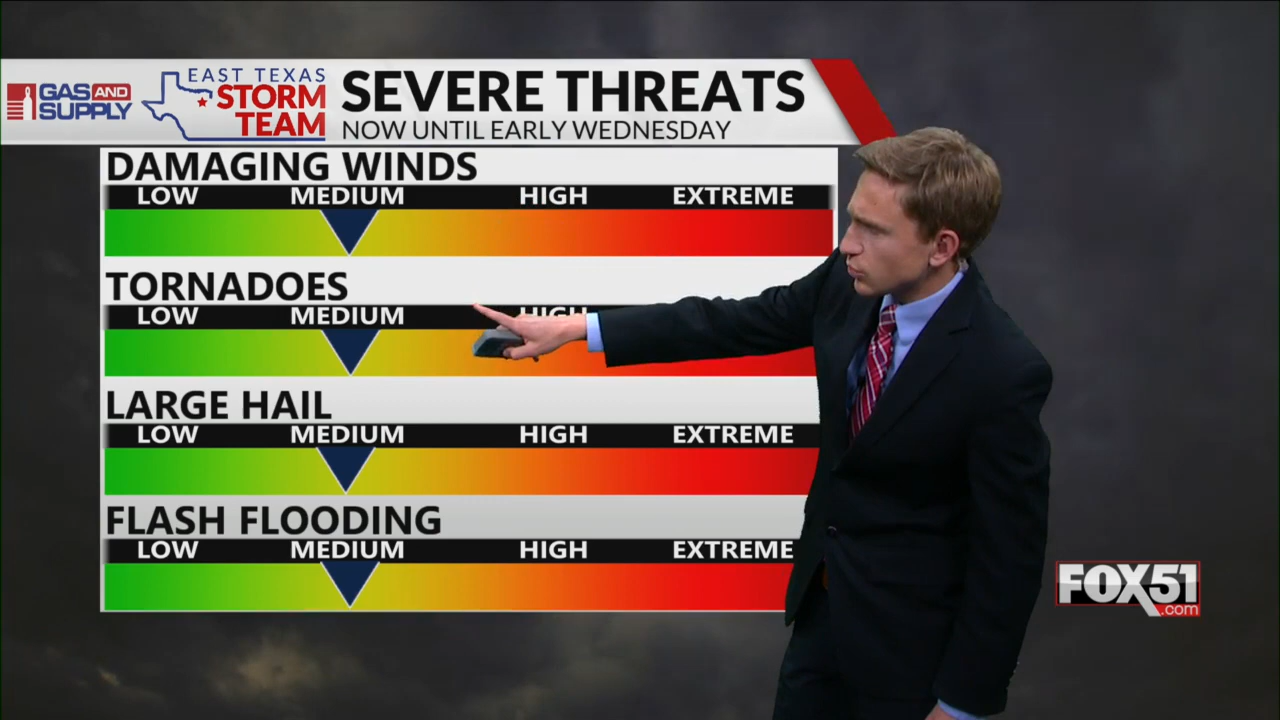 GAS AND
SUPPLY
EAST TEXAS
STORM
TEAM
SEVERE THREATS
NOW UNTIL EARLY WEDNESDAY
DAMAGING WINDS
LOW MEDIUM HIGH EXTREME
TORNADOES
LOW MEDIUM HIGH
LARGE HAIL
LOW MEDIUM HIGH EXTREME
FLASH FLOODING
LOW MEDIUM HIGH EXTREME
FOX51
.com